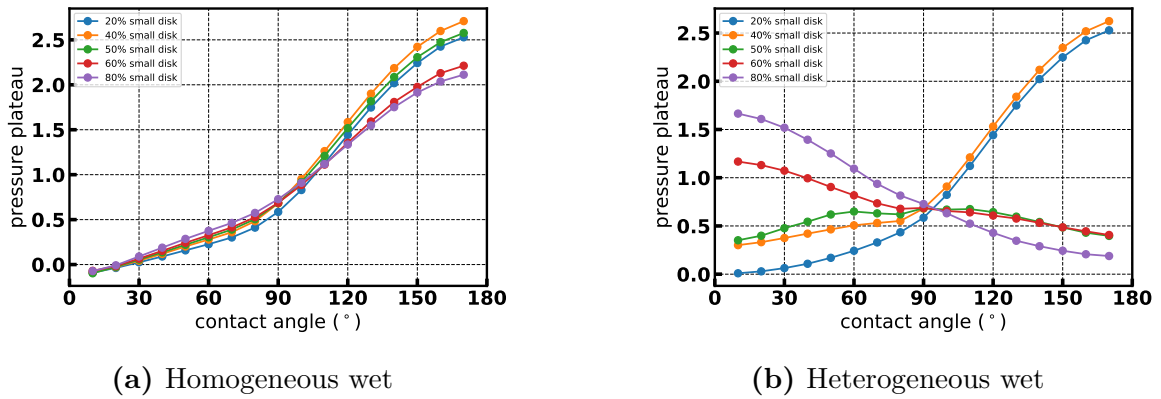 20% small disk
40% small disk
50% small disk
60% small disk
80% small disk
2.5
2.0
1.5
1.0
0.5
0.0
pressure plateau
0 30 60 90 120 150 180
contact angle (°)
(a) Homogeneous wet
20% small disk
40% small disk
50% small disk
60% small disk
80% small disk
2.5
2.0
1.5
1.0
0.5
0.0
pressure plateau
0 30 60 90 120 150 180
contact angle (°)
(b) Heterogeneous wet